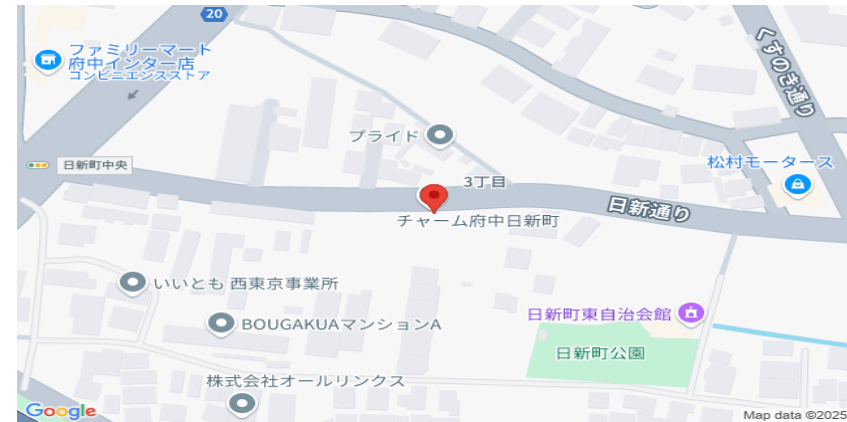 20
ファミリーマート
府中インター店
コンビニエンスストア
くすのき通り
プライド
日新町中央
3丁目
松村モータース
チャーム府中日新町
日新通り
いいとも 西東京事業所
日新町東自治会館
BOUGAKUAマンションA
日新町公園
株式会社オールリンクス
Google
Map data ©2025